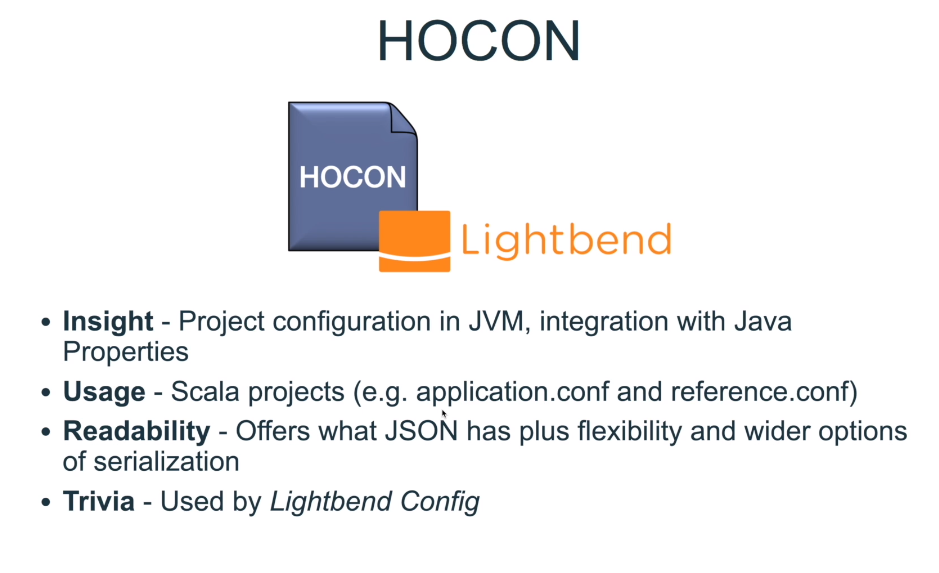 HOCON
HOCON
Lightbend
• Insight - Project configuration in JVM, integration with Java
Properties
• Usage - Scala projects (e.g. application.conf and reference.conf)
• Readability - Offers what JSON has plus flexibility and wider options
of serialization
• Trivia - Used by Lightbend Config